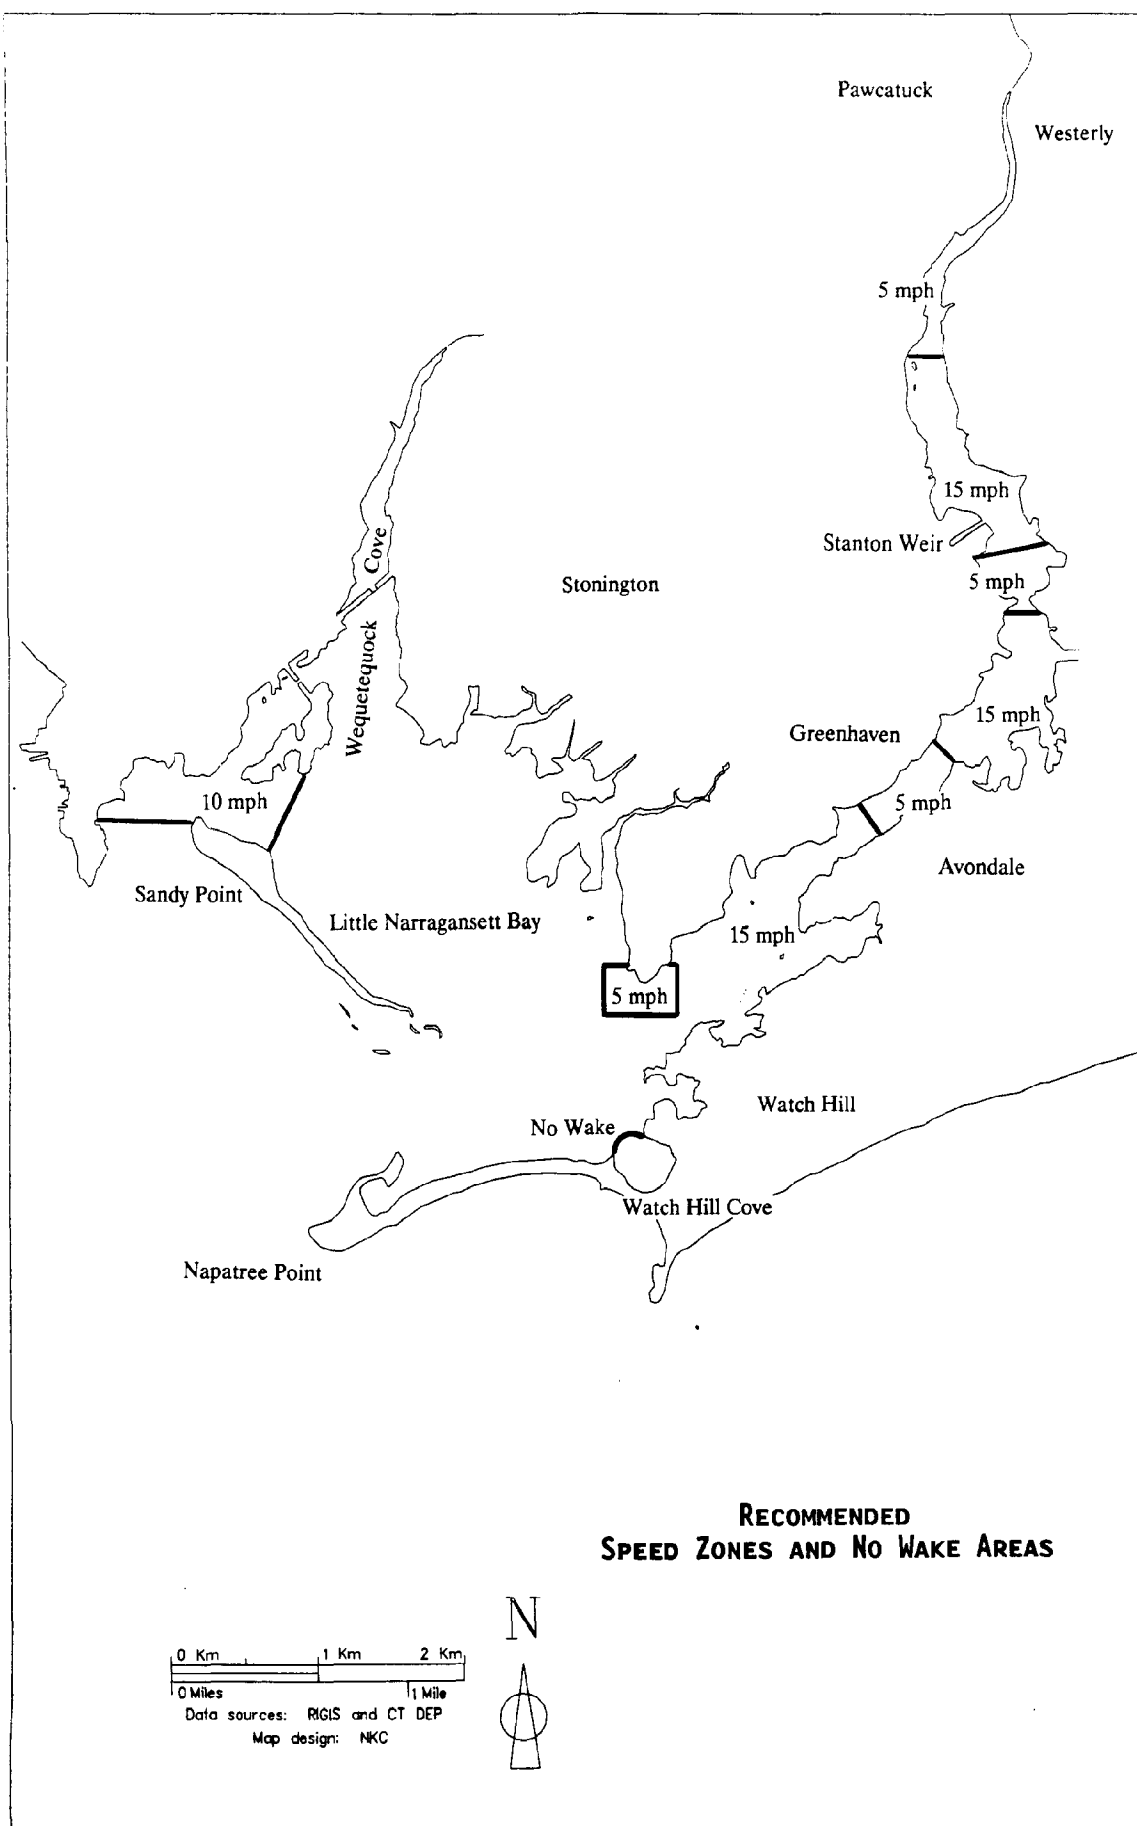 Pawcatuck
Westerly
5 mph
15 mph
Stanton Weir
5 mph
Cove
Stonington
Wequetequock
15 mph
Greenhaven
10 mph
5 mph
Avondale
Sandy Point
Little Narragansett Bay
15 mph
5 mph
Watch Hill
No Wake
Watch Hill Cove
Napatree Point
RECOMMENDED
SPEED ZONES AND NO WAKE AREAS
N
0 Km 1 Km 2 Km
0 Miles 1 Mile
Data sources: RIGIS and CT DEP
Map design: NKC